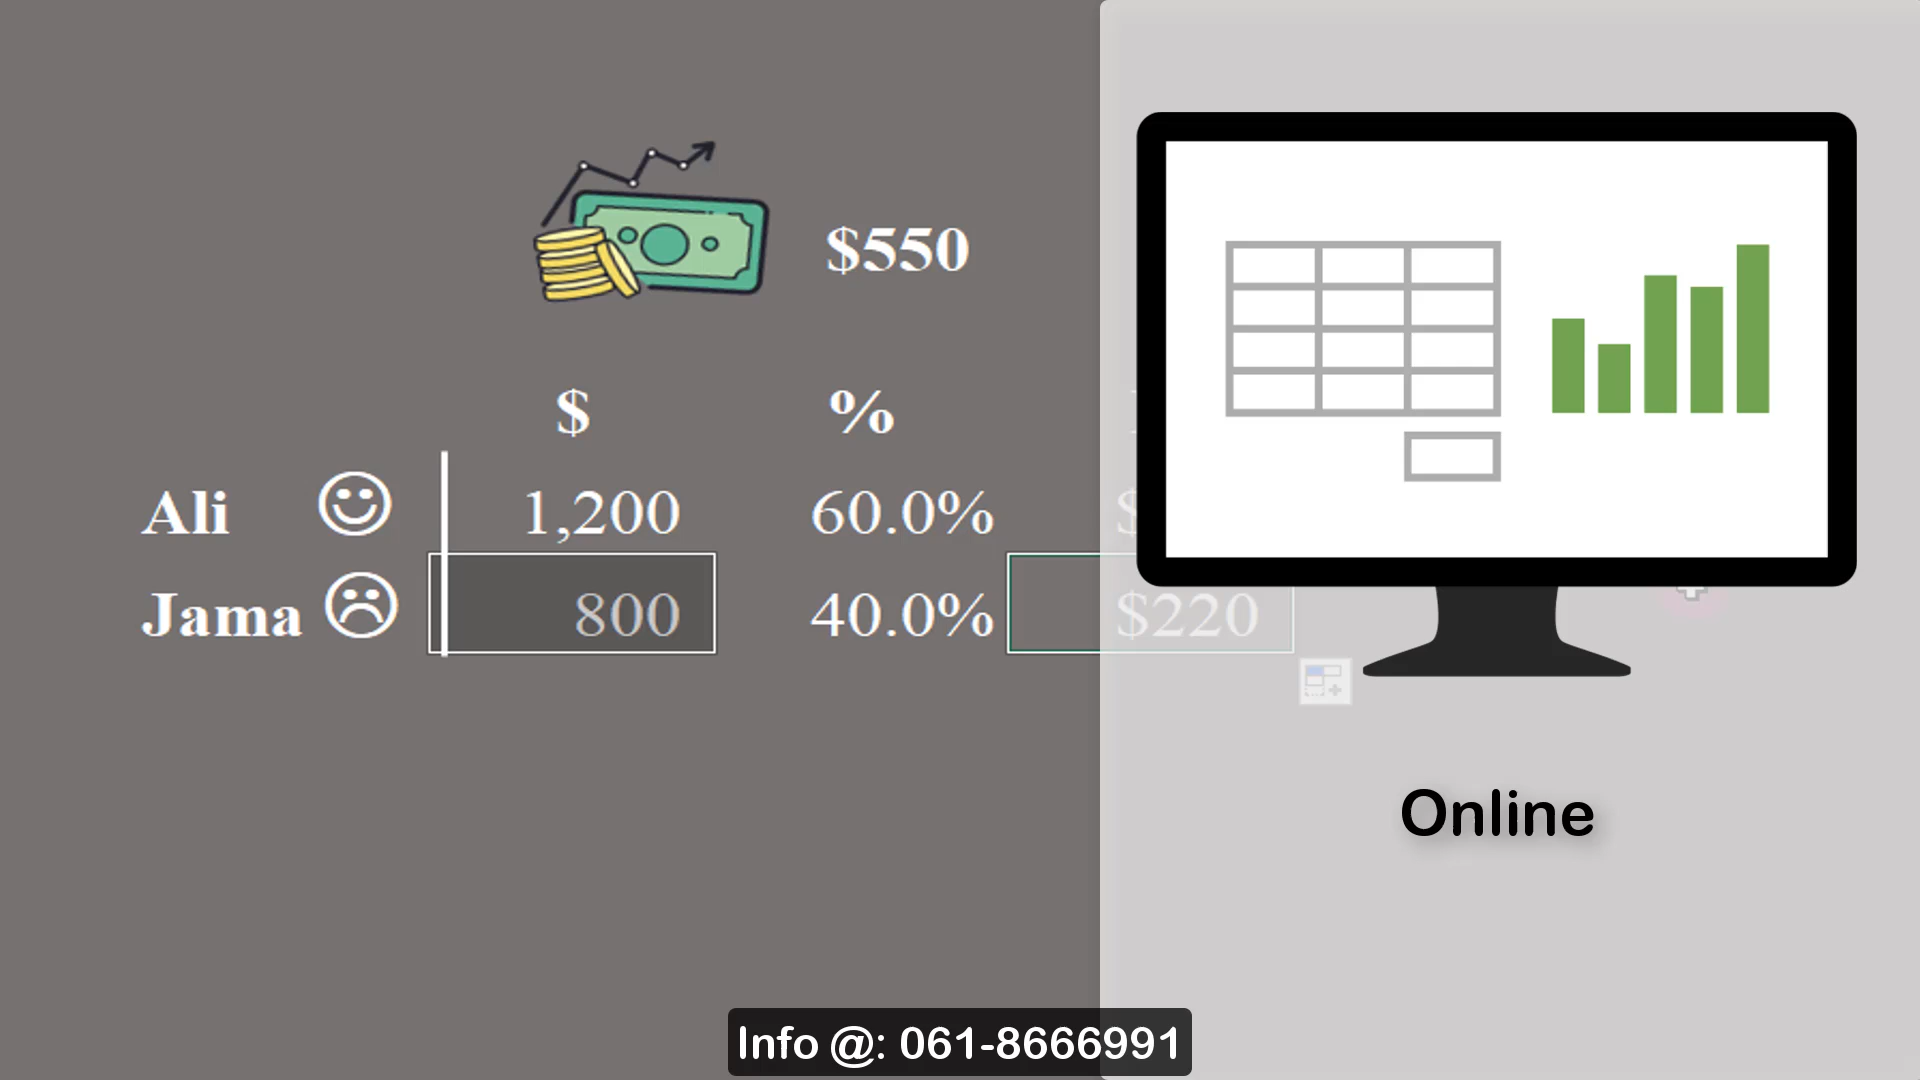 $550
$ %
Ali 1,200 60.0% $
Jama 800 40.0% $220
Online
Info @: 061-8666991